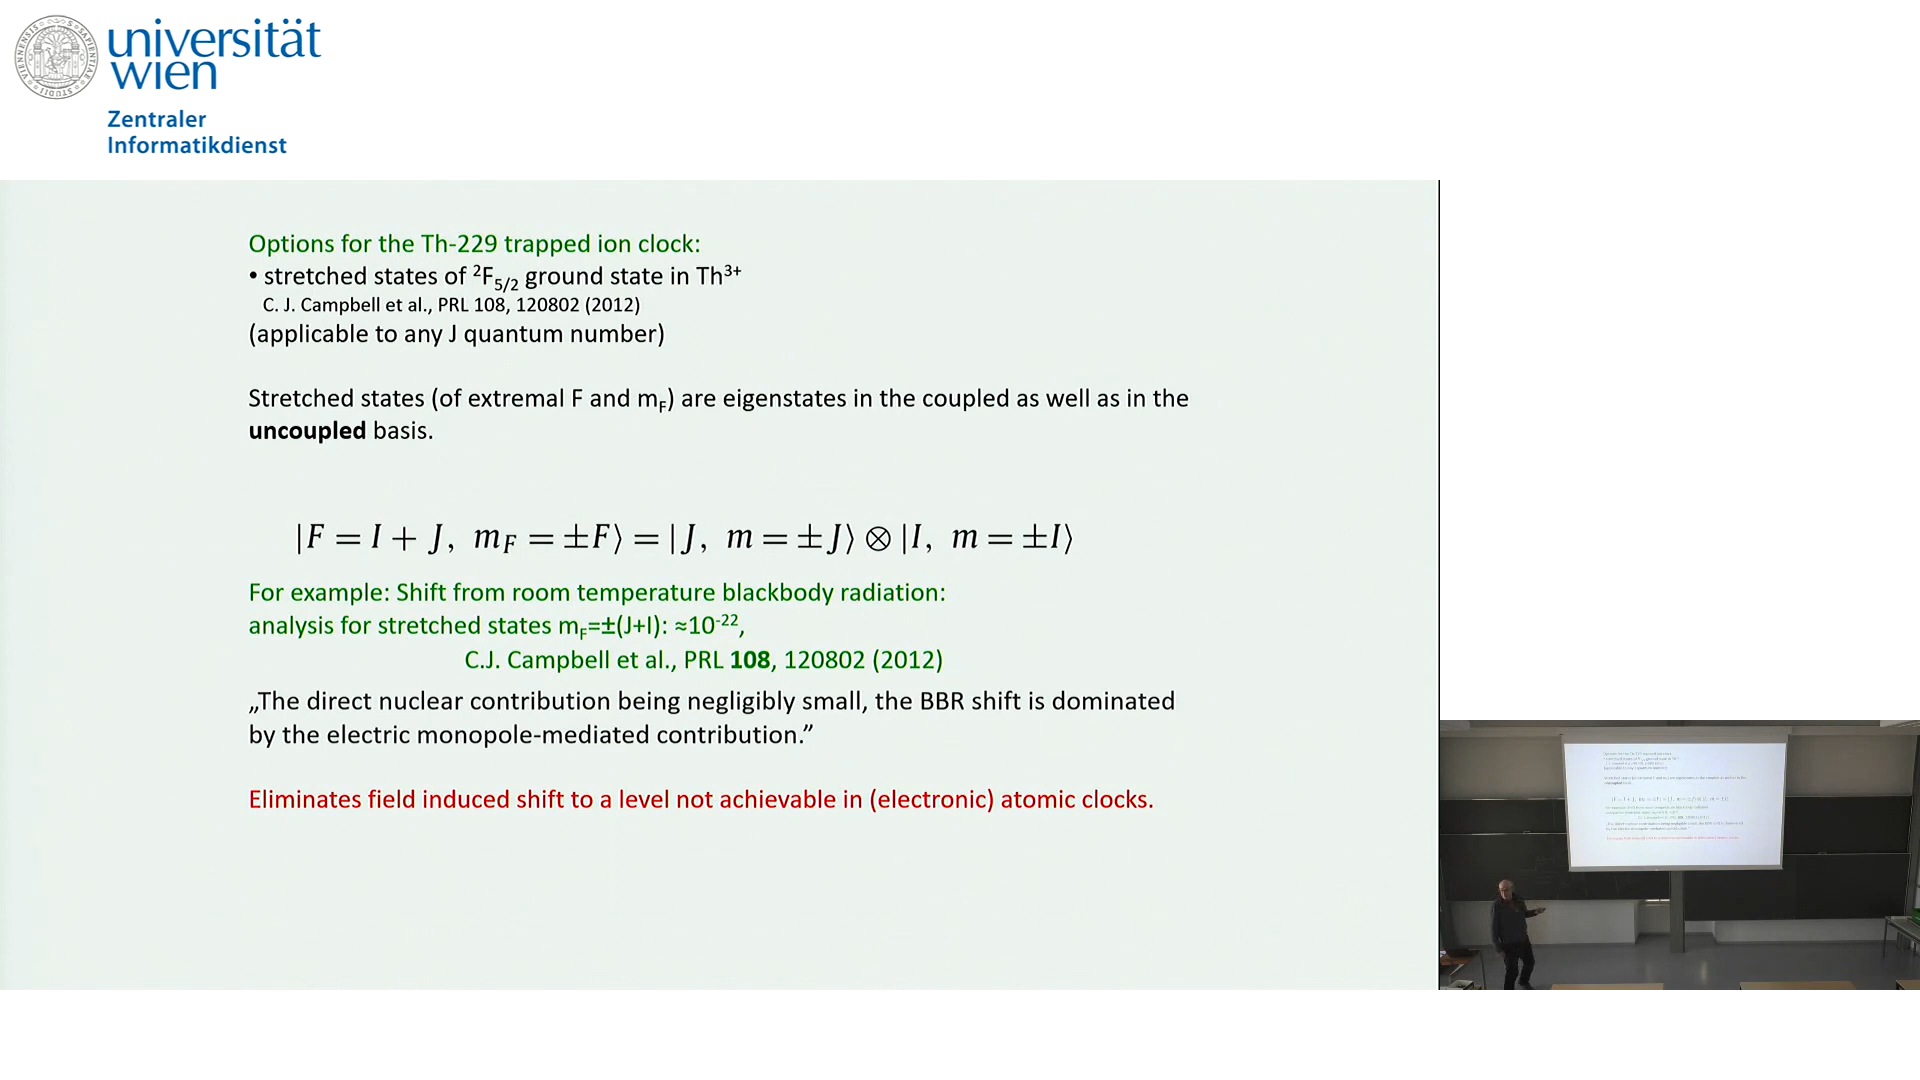 universität
wien
Zentraler
Informatikdienst
Options for the Th-229 trapped ion clock:
• stretched states of ²F₅/₂ ground state in Th³⁺
C. J. Campbell et al., PRL 108, 120802 (2012)
(applicable to any J quantum number)
Stretched states (of extremal F and m_F) are eigenstates in the coupled as well as in the
uncoupled basis.
|F = I + J, m_F = ±F⟩ = |J, m = ±J⟩ ⊗ |I, m = ±I⟩
For example: Shift from room temperature blackbody radiation:
analysis for stretched states m_F=±(J+I): ≈10⁻²²,
C.J. Campbell et al., PRL 108, 120802 (2012)
„The direct nuclear contribution being negligibly small, the BBR shift is dominated
by the electric monopole-mediated contribution.”
Eliminates field induced shift to a level not achievable in (electronic) atomic clocks.